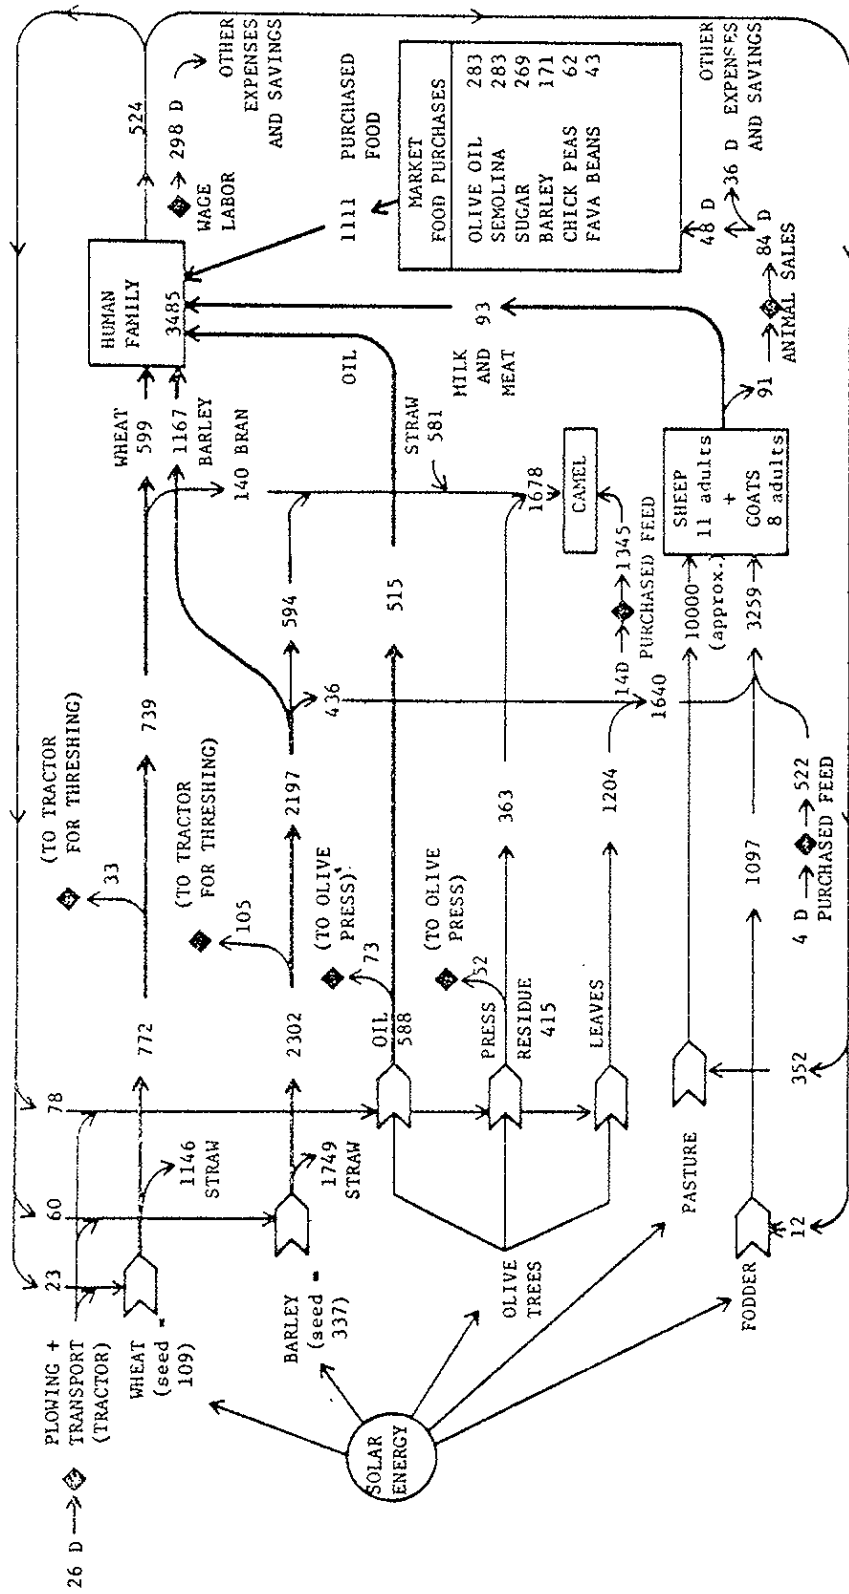 26 D
PLOWING +
TRANSPORT
(TRACTOR)
23
60
78
WHEAT
(seed =
109)
1146
STRAW
772
33
(TO TRACTOR
FOR THRESHING)
739
WHEAT
599
BARLEY
(seed =
337)
1749
STRAW
2302
105
(TO TRACTOR
FOR THRESHING)
2197
1167
BARLEY
140 BRAN
594
436
SOLAR
ENERGY
OLIVE
TREES
OIL
588
73
(TO OLIVE
PRESS)
515
OIL
PRESS
RESIDUE
415
52
(TO OLIVE
PRESS)
363
STRAW
581
1678
CAMEL
LEAVES
1204
14D
1345
PURCHASED FEED
1640
PASTURE
352
10000
(approx.)
FODDER
12
1097
3259
4 D
522
PURCHASED FEED
SHEEP
11 adults
+
GOATS
8 adults
91
84 D
ANIMAL SALES
48 D
36 D
OTHER
EXPENSES
AND SAVINGS
MILK
AND
MEAT
93
HUMAN
FAMILY
3485
524
WAGE
LABOR
298 D
OTHER
EXPENSES
AND SAVINGS
1111
PURCHASED
FOOD
MARKET
FOOD PURCHASES
OLIVE OIL 283
SEMOLINA 283
SUGAR 269
BARLEY 171
CHICK PEAS 62
FAVA BEANS 43